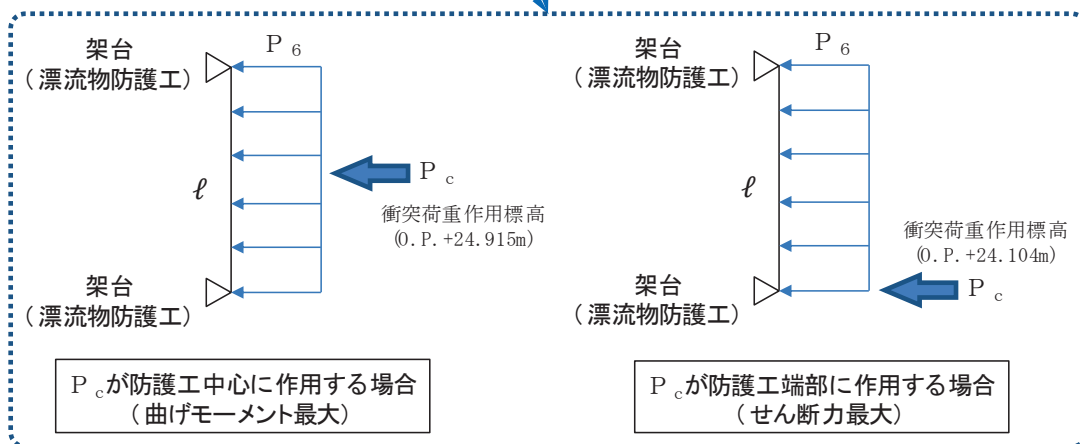 架台
(漂流物防護工)
P 6
ℓ
P c
衝突荷重作用標高
(O.P.+24.915m)
架台
(漂流物防護工)
P cが防護工中心に作用する場合
(曲げモーメント最大)
架台
(漂流物防護工)
P 6
ℓ
衝突荷重作用標高
(O.P.+24.104m)
P c
架台
(漂流物防護工)
P cが防護工端部に作用する場合
(せん断力最大)